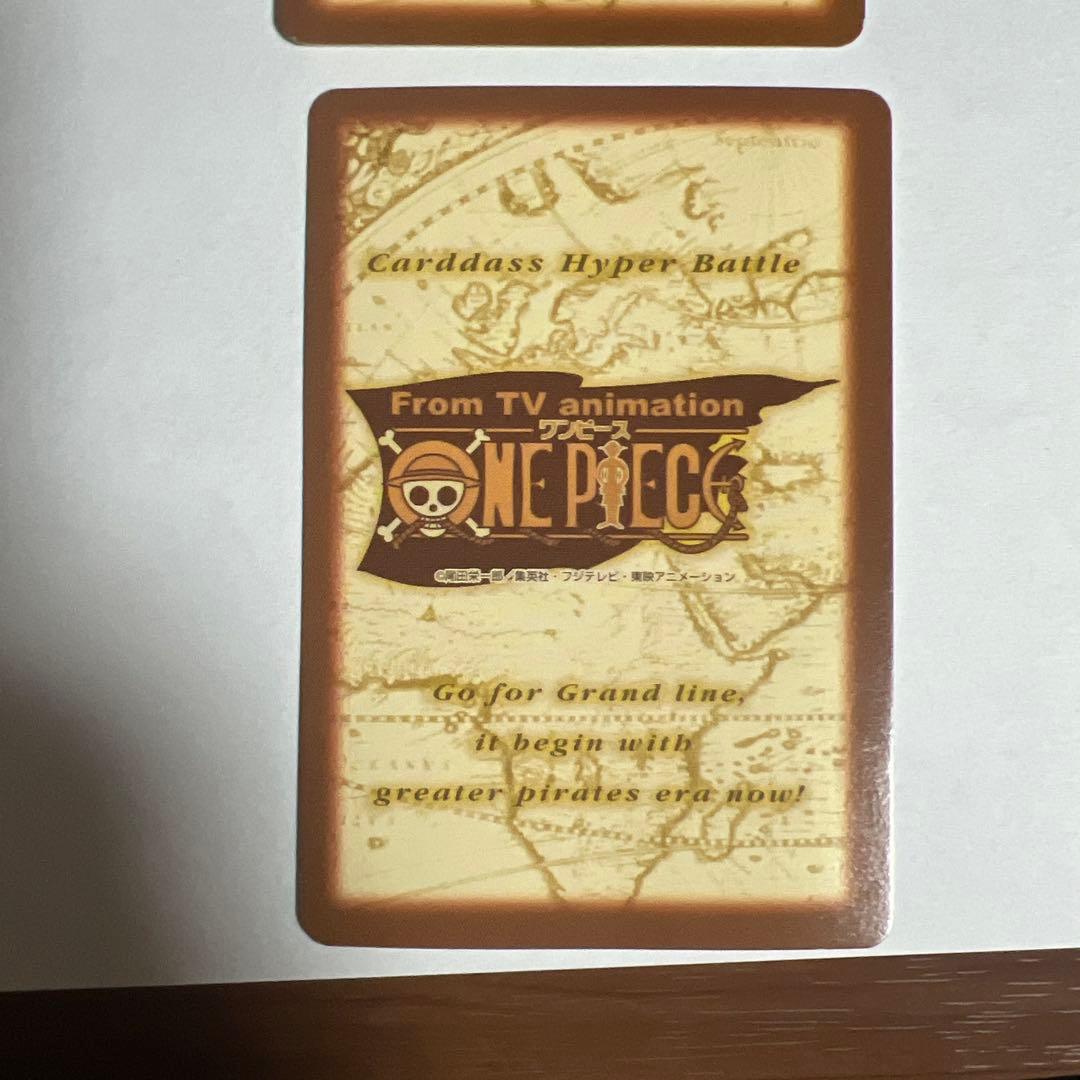 Carddass Hyper Battle
From TV animation
ワンピース
ONE PIECE
©尾田栄一郎／集英社・フジテレビ・東映アニメーション
Go for Grand line,
it begin with
greater pirates era now!